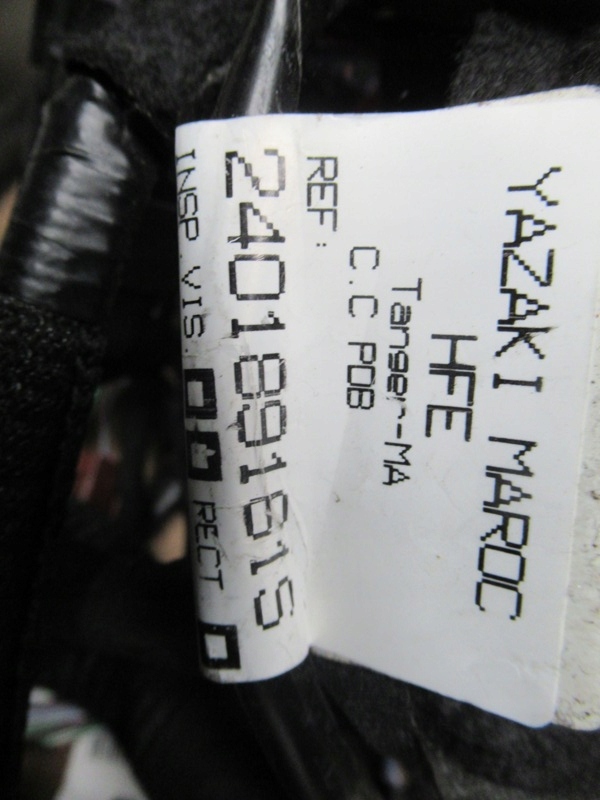 YAZAKI MAROC
HFE
Tanger-MA
C.C PDB
REF:
240189161S
INSP.VIS. RECT